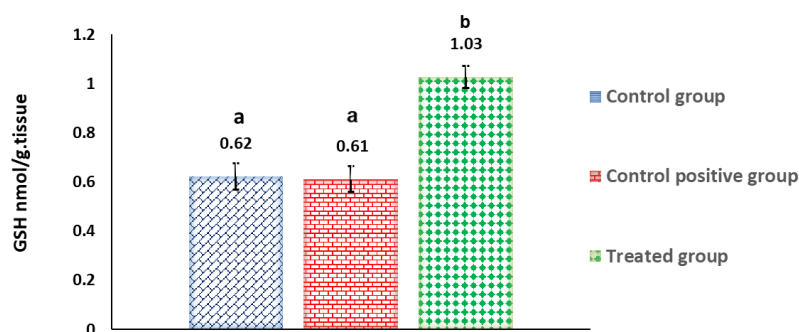 b
1.03
1.2
1
0.8
0.6
0.4
0.2
0
GSH nmol/g.tissue
a
0.62
a
0.61
Control group
Control positive group
Treated group